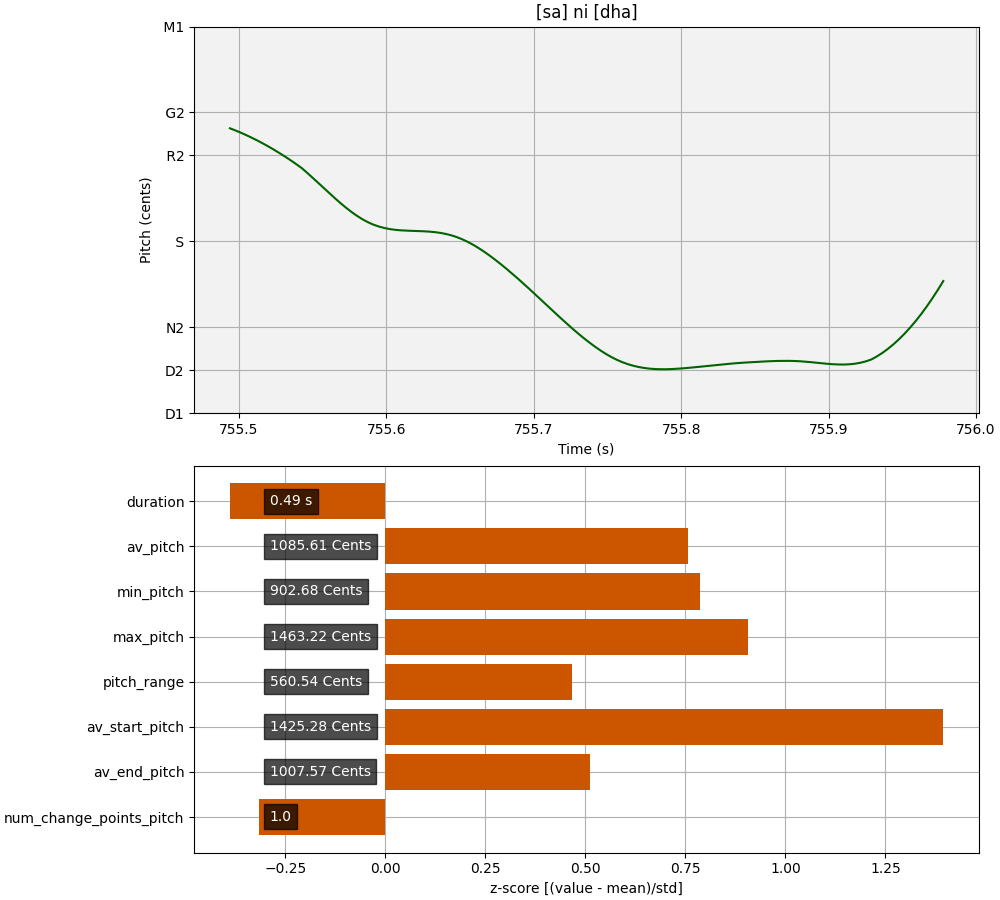 [sa] ni [dha]
M1
G2
R2
S
N2
D2
D1
Pitch (cents)
755.5 755.6 755.7 755.8 755.9 756.0
Time (s)
duration 0.49 s
av_pitch 1085.61 Cents
min_pitch 902.68 Cents
max_pitch 1463.22 Cents
pitch_range 560.54 Cents
av_start_pitch 1425.28 Cents
av_end_pitch 1007.57 Cents
num_change_points_pitch 1.0
−0.25 0.00 0.25 0.50 0.75 1.00 1.25
z-score [(value - mean)/std]